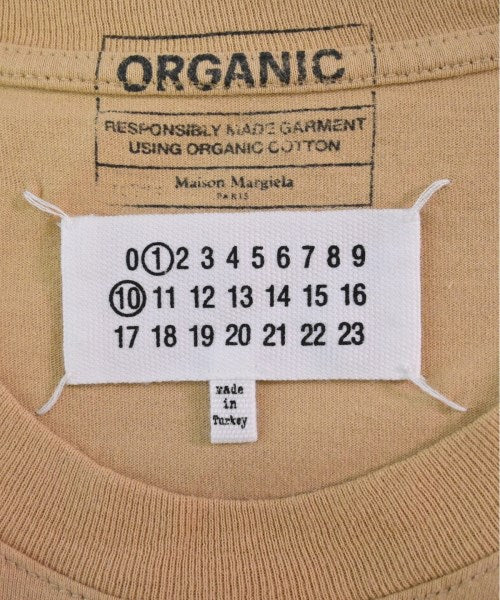 ORGANIC
RESPONSIBLY MADE GARMENT
USING ORGANIC COTTON
Maison Margiela
PARIS
0 1 2 3 4 5 6 7 8 9
10 11 12 13 14 15 16
17 18 19 20 21 22 23
Made
in
Turkey